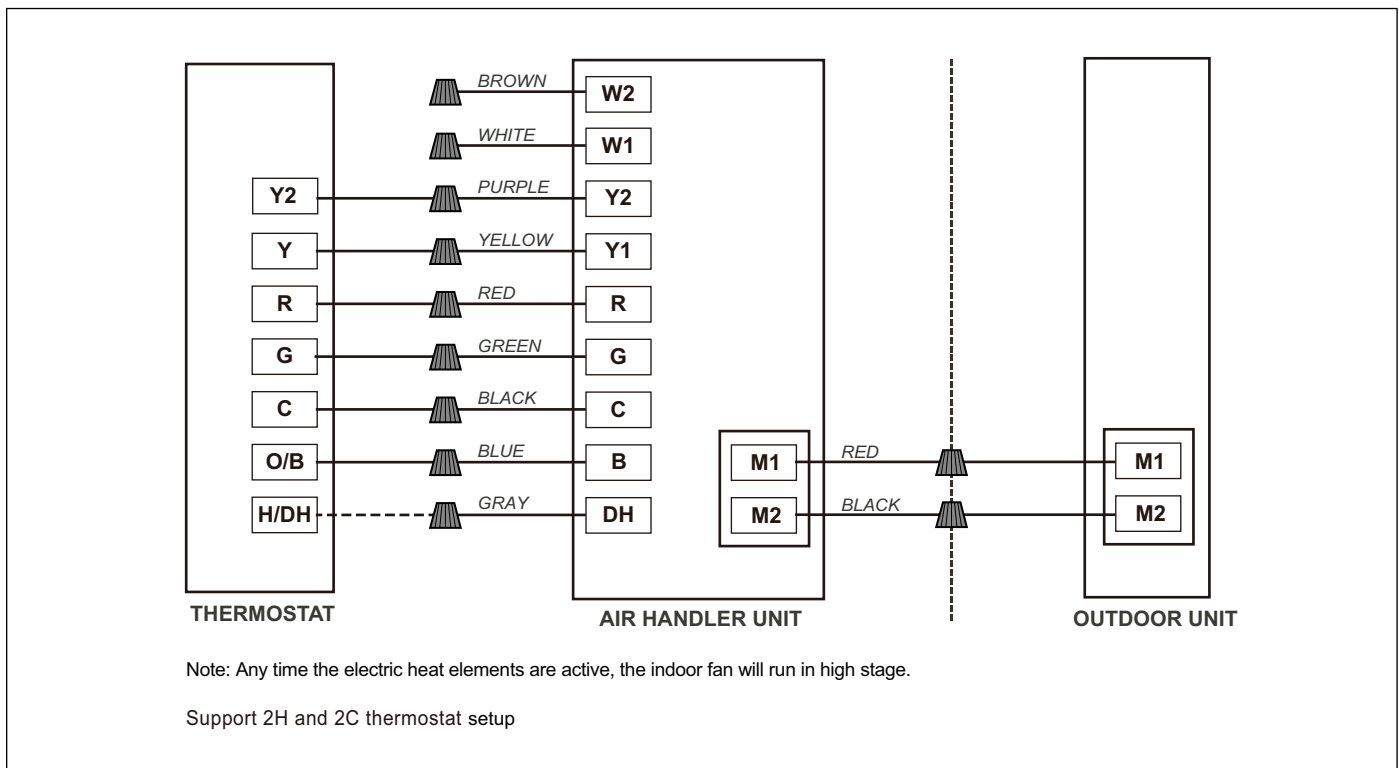 BROWN
W2
WHITE
W1
Y2 PURPLE Y2
Y YELLOW Y1
R RED R
G GREEN G
C BLACK C
O/B BLUE B M1 RED M1
H/DH GRAY DH M2 BLACK M2
THERMOSTAT AIR HANDLER UNIT OUTDOOR UNIT
Note: Any time the electric heat elements are active, the indoor fan will run in high stage.
Support 2H and 2C thermostat setup